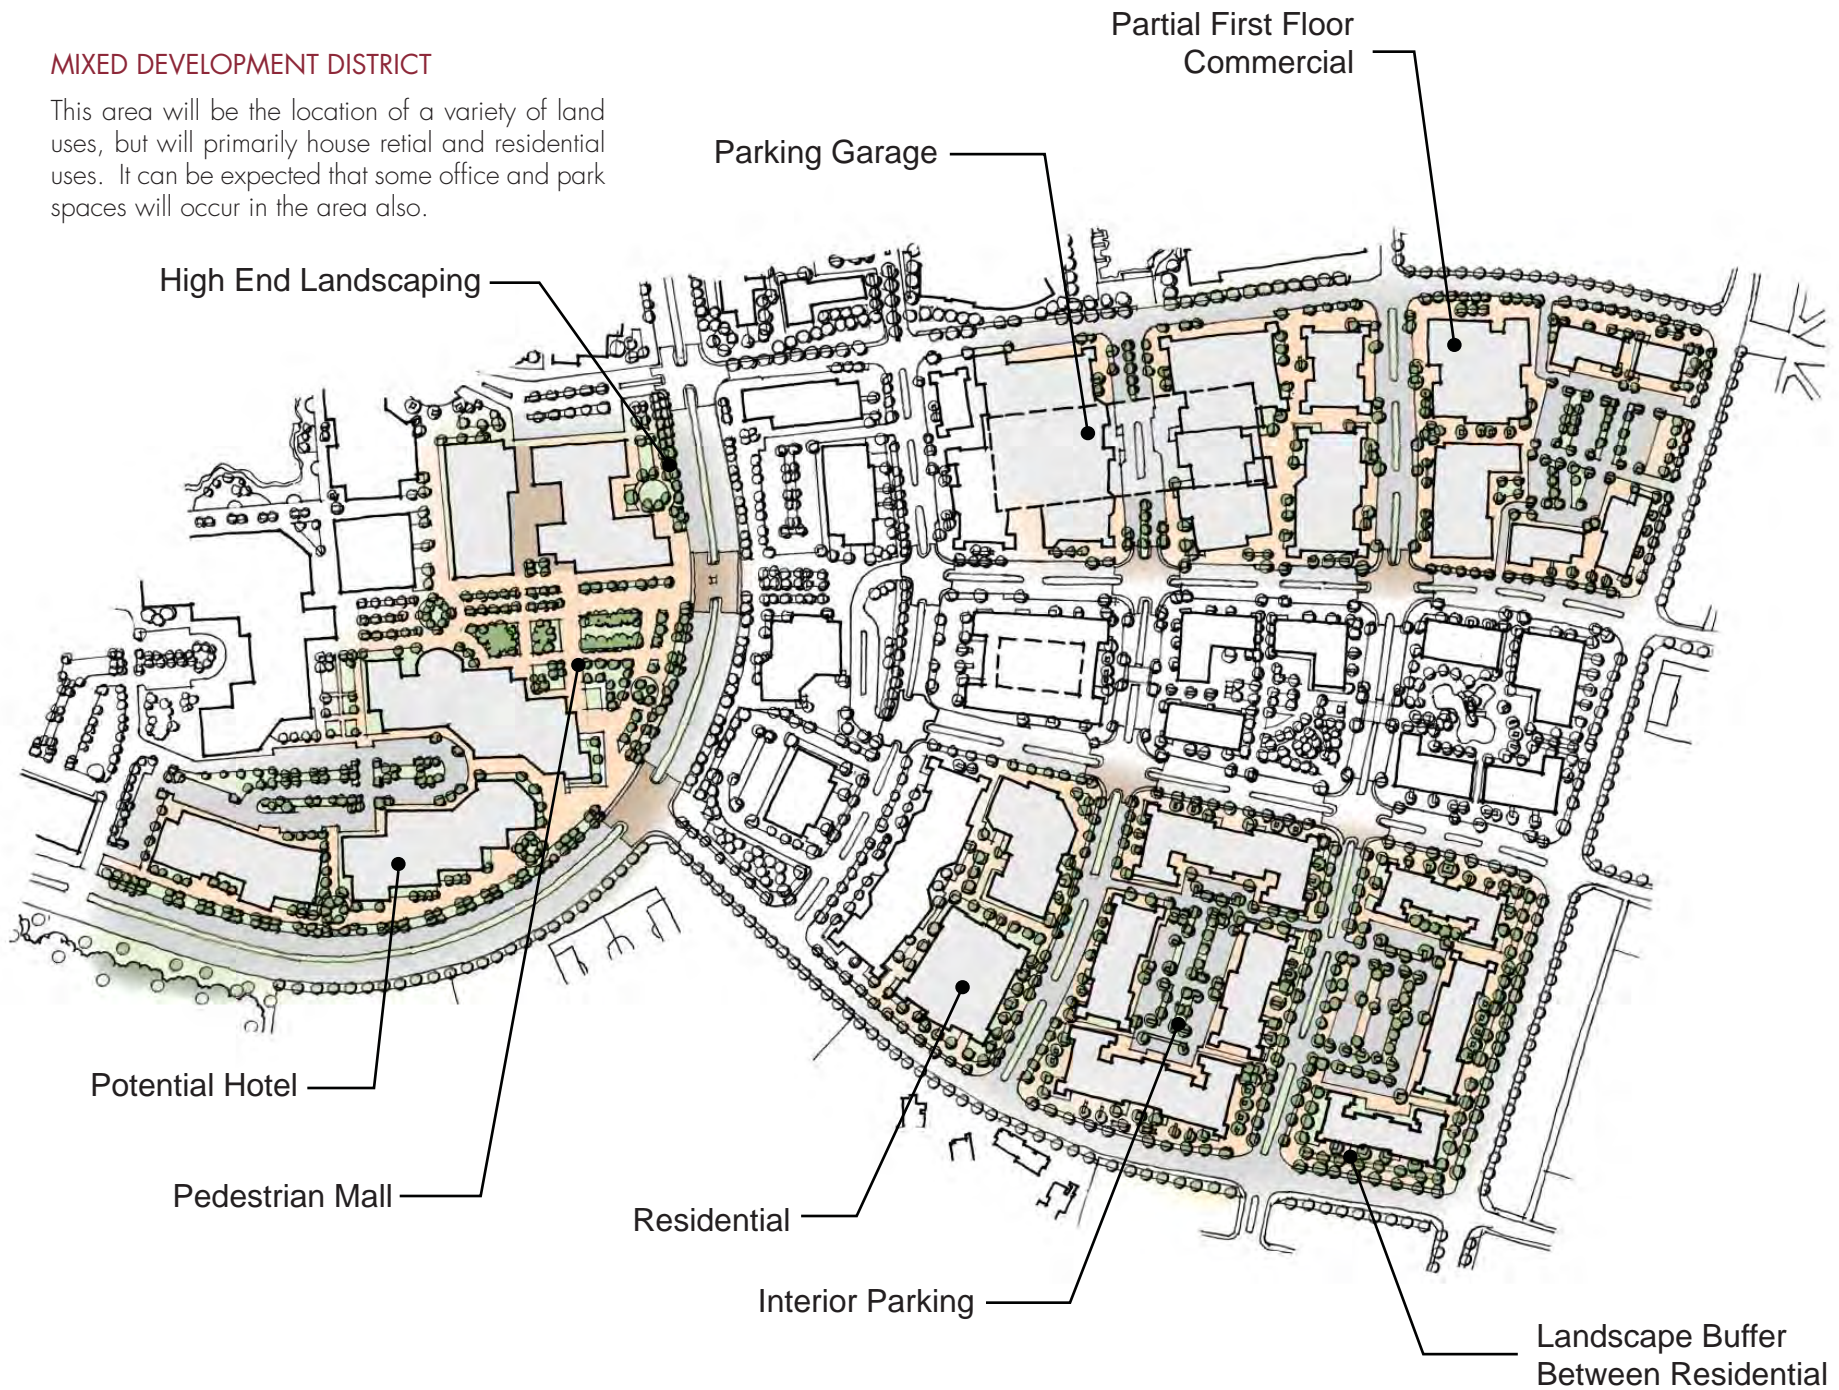 Partial First Floor
Commercial
MIXED DEVELOPMENT DISTRICT
This area will be the location of a variety of land
uses, but will primarily house retial and residential
uses. It can be expected that some office and park
spaces will occur in the area also.
Parking Garage
High End Landscaping
Potential Hotel
Pedestrian Mall
Residential
Interior Parking
Landscape Buffer
Between Residential